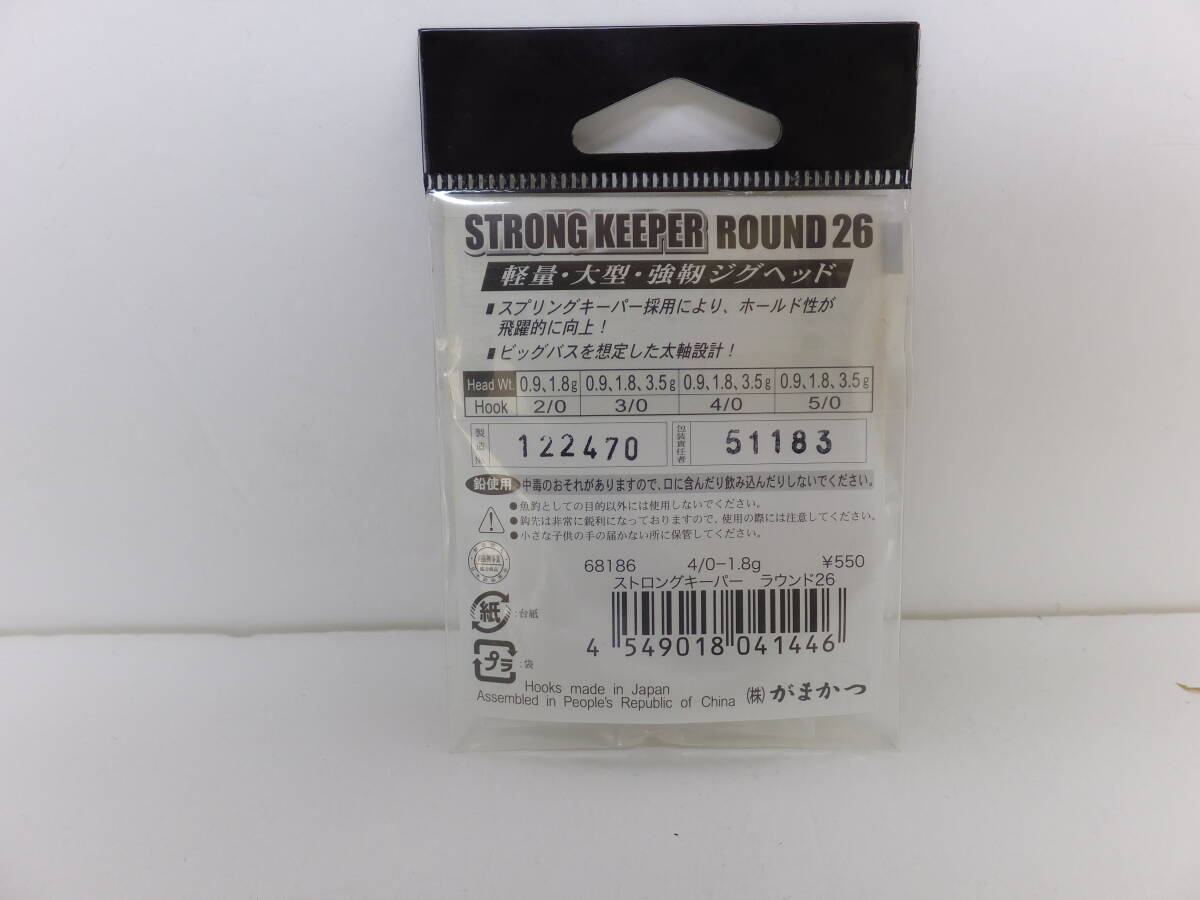 STRONG KEEPER ROUND 26
軽量・大型・強靭ジグヘッド
スプリングキーパー採用により、ホールド性が
飛躍的に向上！
ビッグバスを想定した太軸設計！
Head Wt. 0.9、1.8g 0.9、1.8、3.5g 0.9、1.8、3.5g 0.9、1.8、3.5g
Hook 2/0 3/0 4/0 5/0
製造 122470 包装責任者 51183
鉛使用 中毒のおそれがありますので、口に含んだり飲み込んだりしないでください。
●魚釣としての目的以外には使用しないでください。
●鈎先は非常に鋭利になっておりますので、使用の際には注意してください。
●小さな子供の手の届かない所に保管してください。
68186 4/0-1.8g ¥550
ストロングキーパー ラウンド26
4 549018 041446
紙 :台紙
プラ :袋
Hooks made in Japan
Assembled in People's Republic of China (株)がまかつ